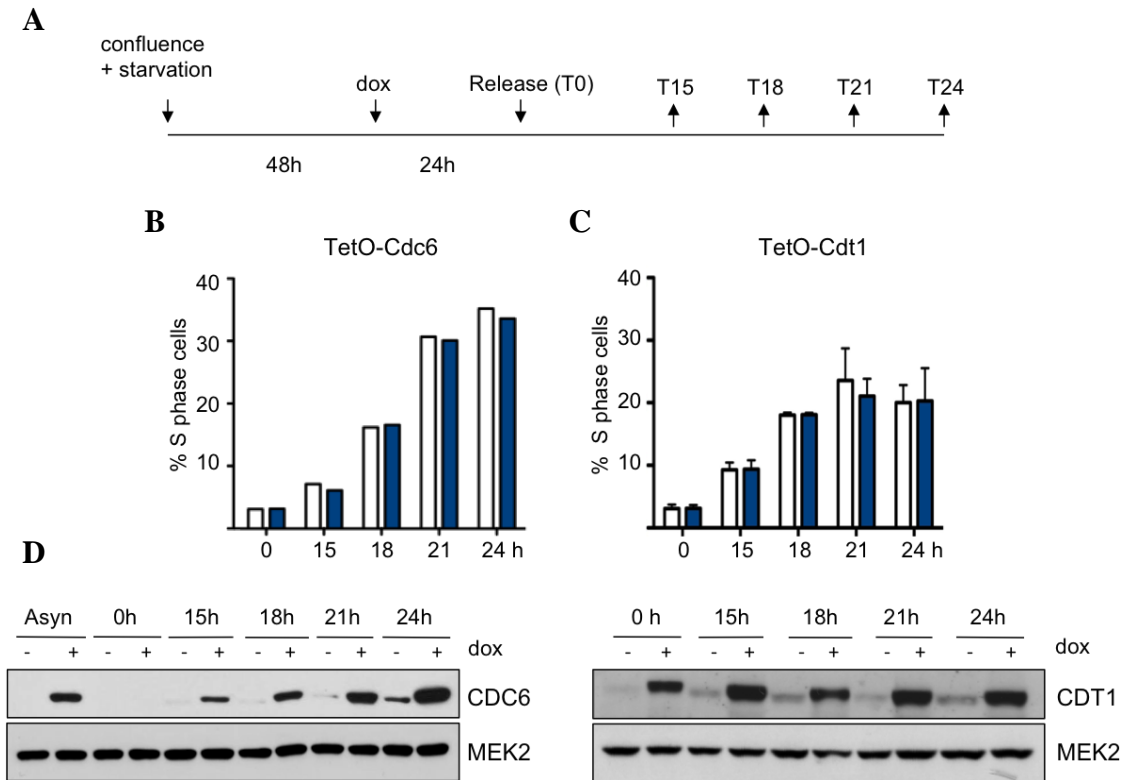 A
confluence
+ starvation
dox
Release (T0)
T15
T18
T21
T24
48h
24h
B
TetO-Cdc6
% S phase cells
40
30
20
10
0 15 18 21 24 h
C
TetO-Cdt1
% S phase cells
40
30
20
10
0 15 18 21 24 h
D
Asyn 0h 15h 18h 21h 24h
- + - + - + - + - + - + dox
CDC6
MEK2
0 h 15h 18h 21h 24h
- + - + - + - + - + dox
CDT1
MEK2